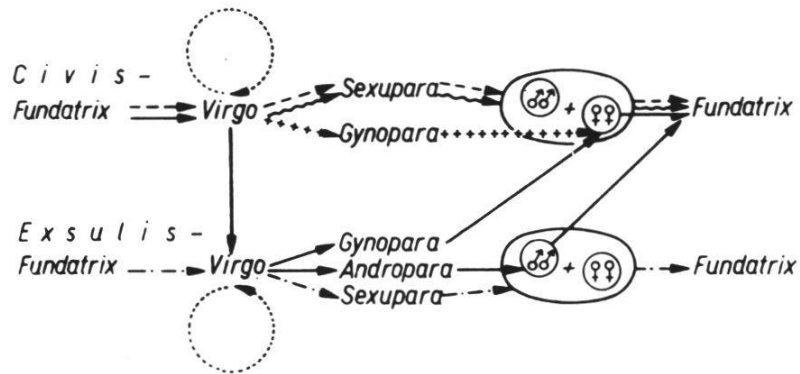 Civis-
Sexupara ♂♂ +
Fundatrix Virgo ♀♀ Fundatrix
Gynopara
Exsulis- Gynopara
Fundatrix Virgo Andropara ♂♂ + ♀♀ Fundatrix
Sexupara